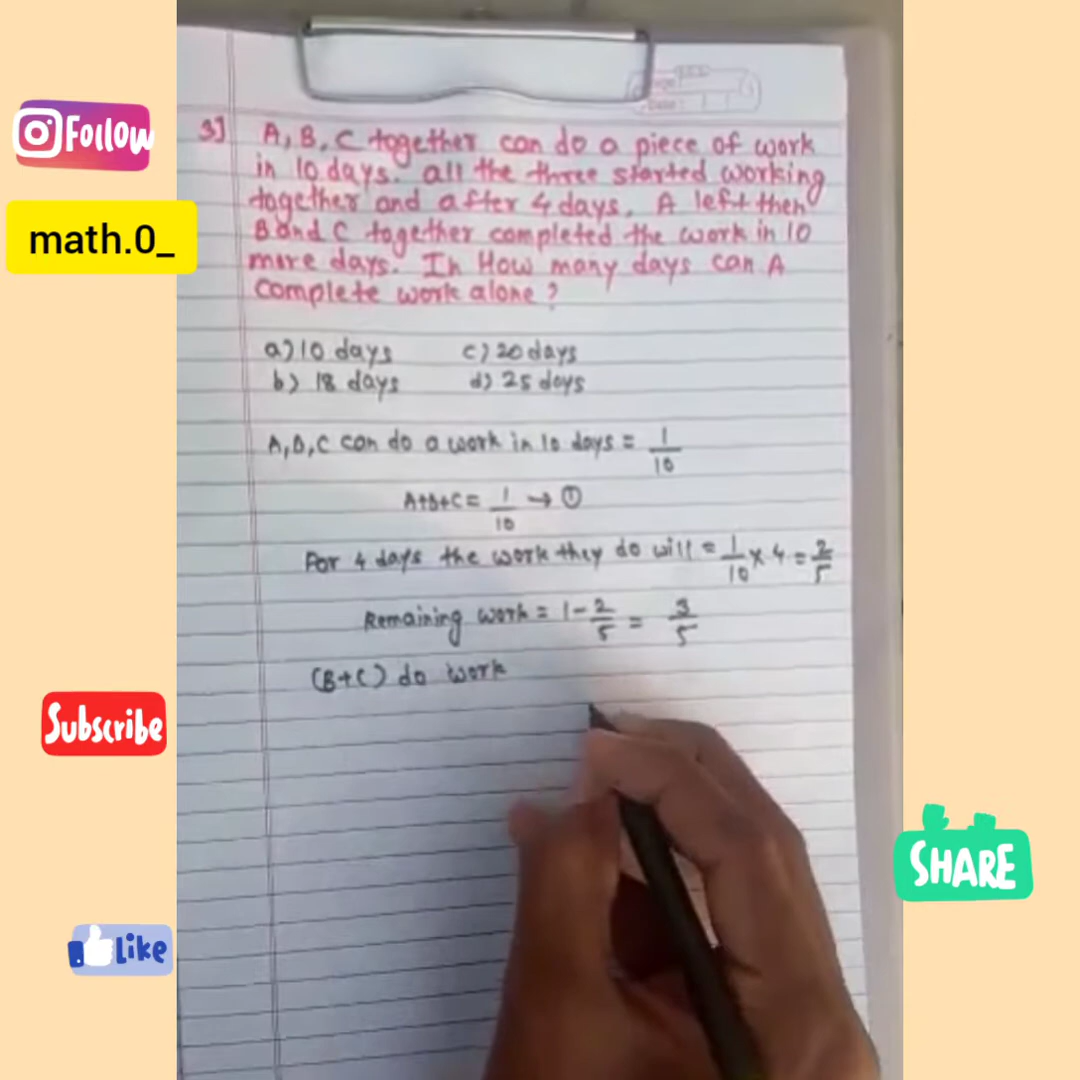 Follow
math.0_
3] A, B, C together can do a piece of work
in 10 days. all the three started working
together and after 4 days, A left then
B and C together completed the work in 10
more days. In How many days can A
complete work alone?
a) 10 days c) 20 days
b) 18 days d) 25 days
A, B, C can do a work in 10 days = 1/10
A+B+C = 1/10 → ①
For 4 days the work they do will = 1/10 × 4 = 2/5
Remaining work = 1 - 2/5 = 3/5
(B+C) do work
Subscribe
SHARE
Like